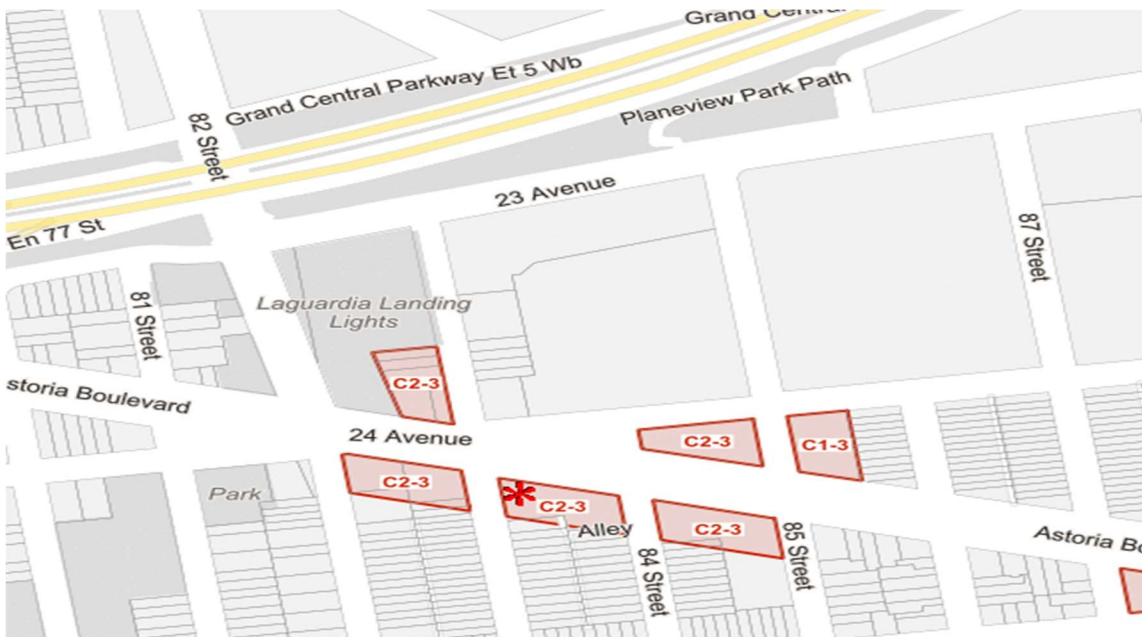 Grand Central
Grand Central Parkway Et 5 Wb
Planeview Park Path
82 Street
23 Avenue
En 77 St
87 Street
81 Street
Laguardia Landing
Lights
C2-3
storia Boulevard
24 Avenue
C2-3
C1-3
C2-3
Park
C2-3
C2-3
Alley
85 Street
84 Street
Astoria Bo